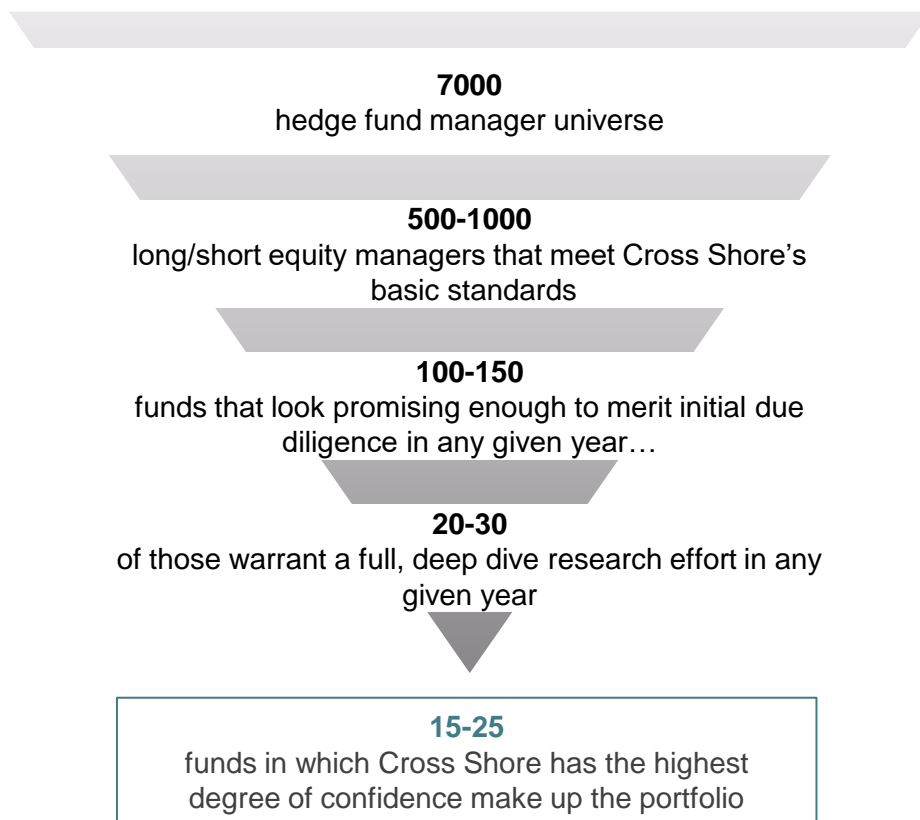 7000
hedge fund manager universe
500-1000
long/short equity managers that meet Cross Shore’s
basic standards
100-150
funds that look promising enough to merit initial due
diligence in any given year…
20-30
of those warrant a full, deep dive research effort in any
given year
15-25
funds in which Cross Shore has the highest
degree of confidence make up the portfolio